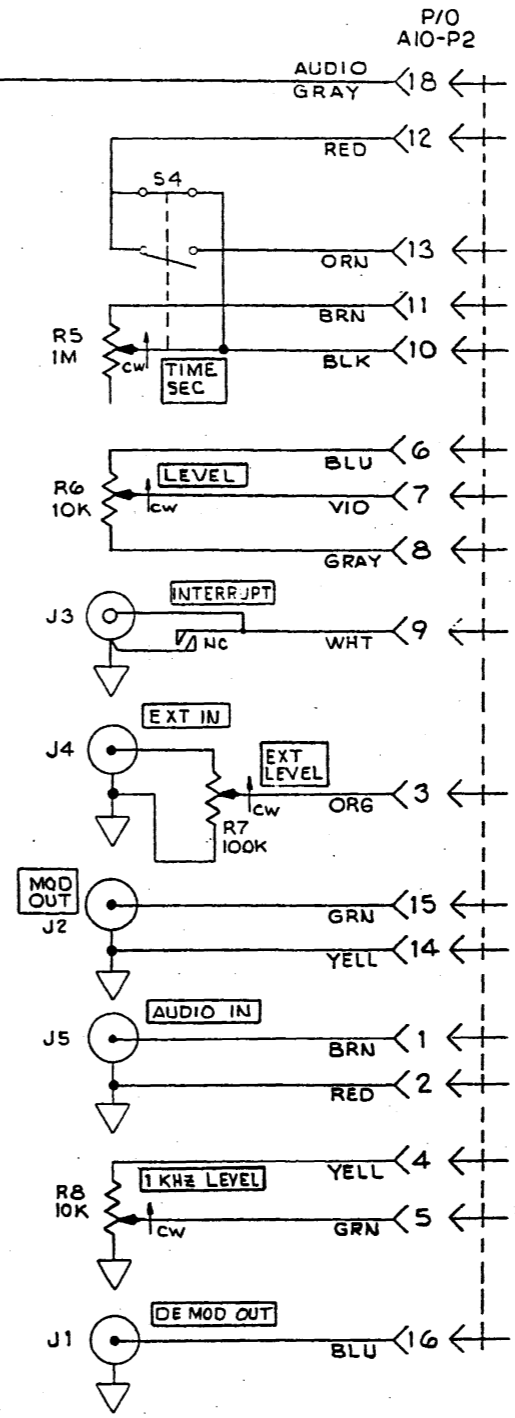 P/O
A10-P2
AUDIO
GRAY
18
RED
12
S4
ORN
13
BRN
11
R5
1M
CW
TIME
SEC
BLK
10
BLU
6
LEVEL
R6
10K
CW
VIO
7
GRAY
8
INTERRUPT
J3
NC
WHT
9
EXT IN
J4
EXT
LEVEL
CW
ORG
3
R7
100K
MOD
OUT
J2
GRN
15
YELL
14
AUDIO IN
J5
BRN
1
RED
2
YELL
4
1 KHZ LEVEL
R8
10K
CW
GRN
5
DE MOD OUT
J1
BLU
16